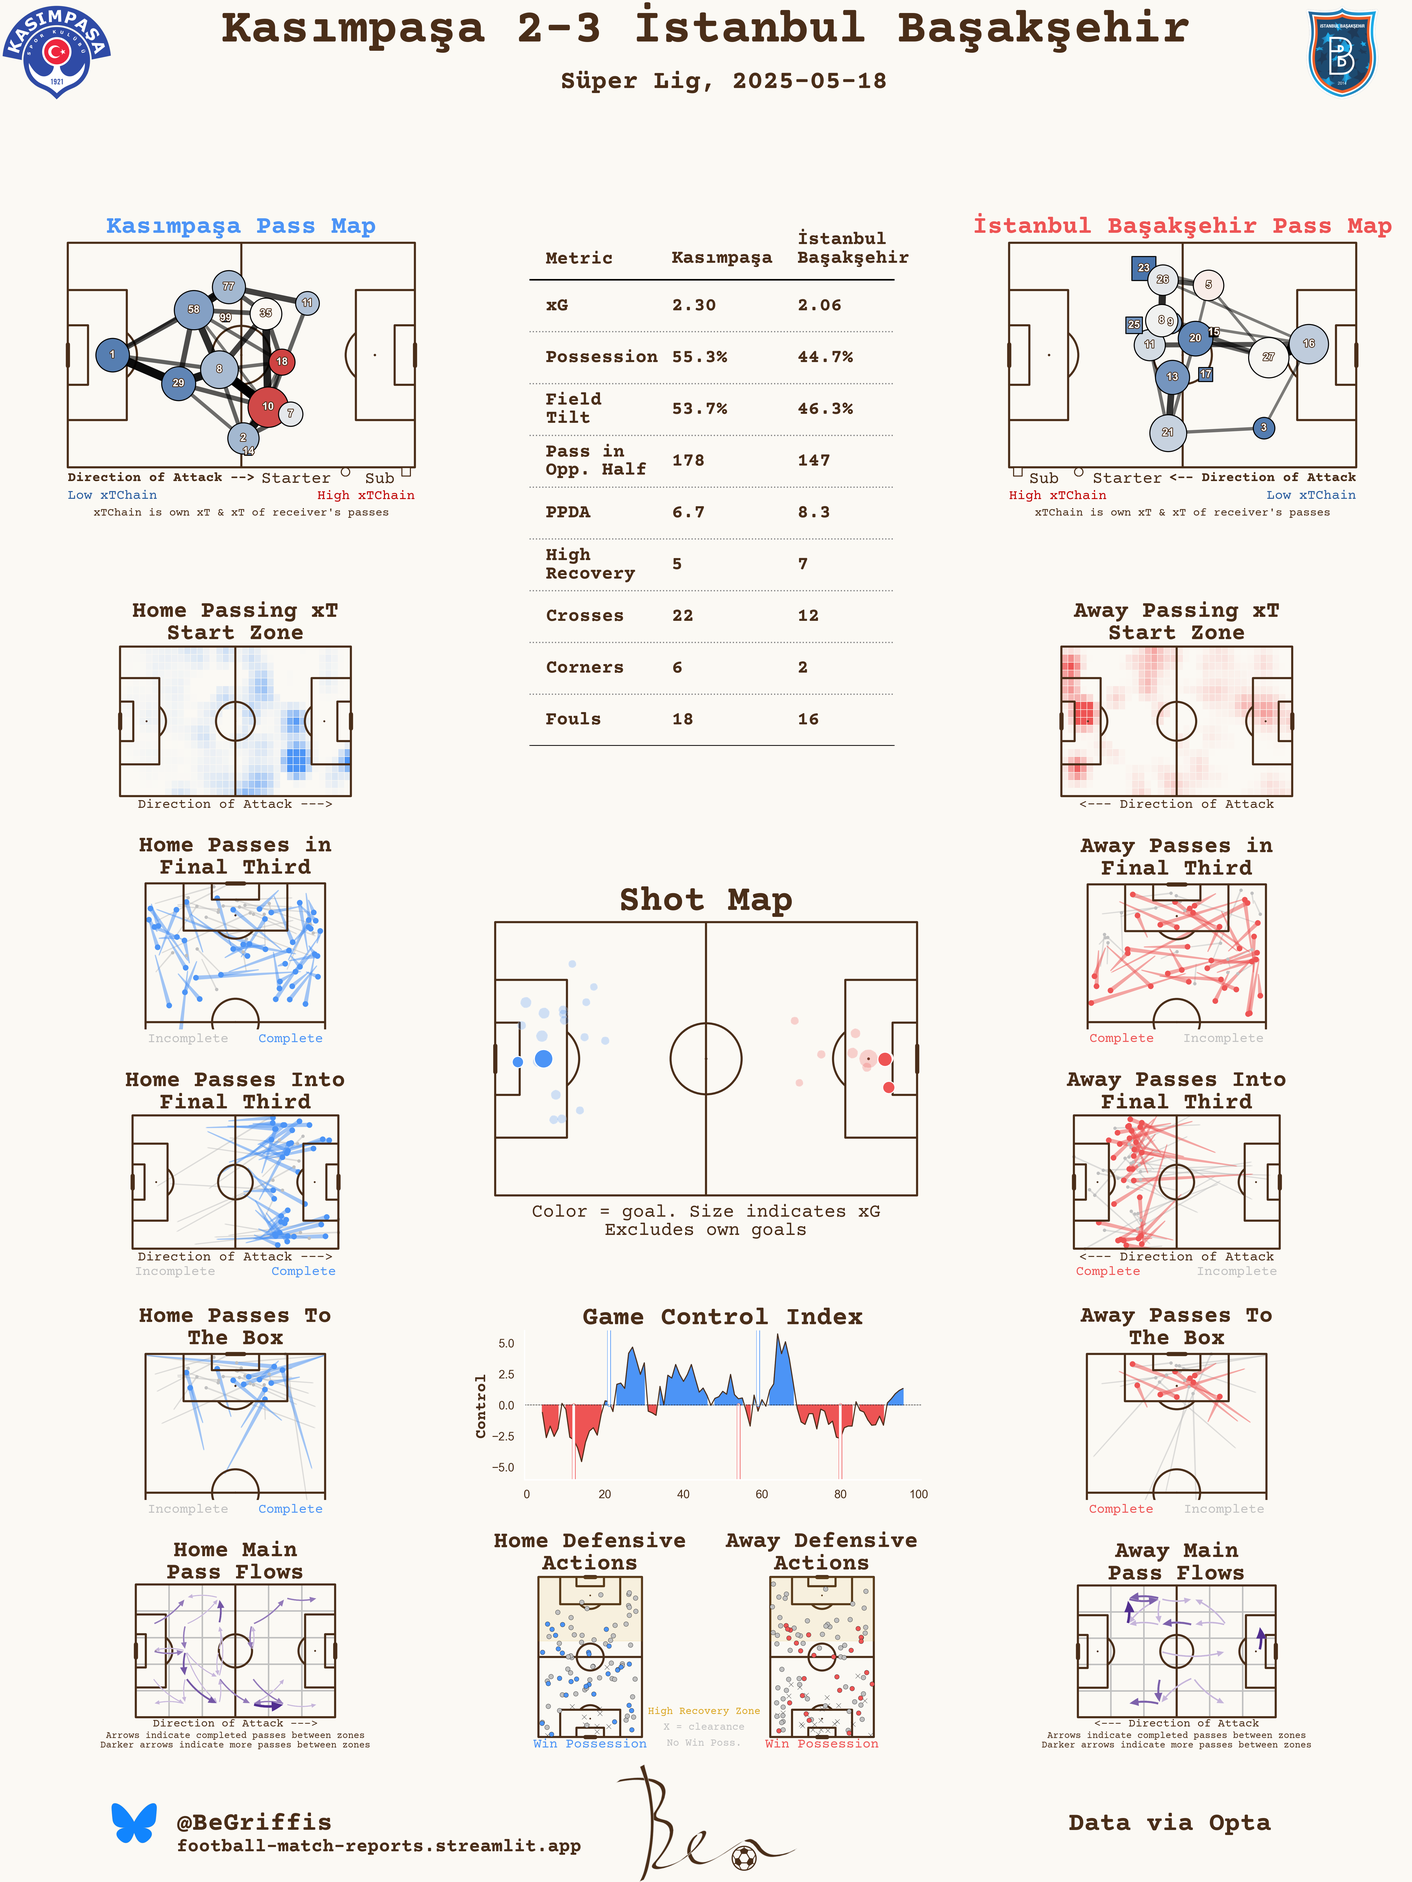 Kasımpaşa 2-3 İstanbul Başakşehir
Süper Lig, 2025-05-18
KASIMPAŞA
SPOR KULÜBÜ
1921
İSTANBUL BAŞAKŞEHİR
B
Kasımpaşa Pass Map
77
11
58
99
35
1
18
8
29
10
7
2
14
Direction of Attack --> Starter Sub
Low xTChain High xTChain
xTChain is own xT & xT of receiver's passes
Metric Kasımpaşa İstanbul
Başakşehir
xG 2.30 2.06
Possession 55.3% 44.7%
Field
Tilt 53.7% 46.3%
Pass in
Opp. Half 178 147
PPDA 6.7 8.3
High
Recovery 5 7
Crosses 22 12
Corners 6 2
Fouls 18 16
İstanbul Başakşehir Pass Map
23
26
5
25
8
9
15
20
11
16
27
13
17
3
21
Sub Starter <-- Direction of Attack
High xTChain Low xTChain
xTChain is own xT & xT of receiver's passes
Home Passing xT
Start Zone
Direction of Attack --->
Away Passing xT
Start Zone
<--- Direction of Attack
Home Passes in
Final Third
Incomplete Complete
Away Passes in
Final Third
Complete Incomplete
Shot Map
Color = goal. Size indicates xG
Excludes own goals
Home Passes Into
Final Third
Direction of Attack --->
Incomplete Complete
Away Passes Into
Final Third
<--- Direction of Attack
Complete Incomplete
Home Passes To
The Box
Incomplete Complete
Game Control Index
Control
5.0
2.5
0.0
−2.5
−5.0
0 20 40 60 80 100
Away Passes To
The Box
Complete Incomplete
Home Main
Pass Flows
Direction of Attack --->
Arrows indicate completed passes between zones
Darker arrows indicate more passes between zones
Home Defensive
Actions
Win Possession
High Recovery Zone
X = clearance
No Win Poss.
Away Defensive
Actions
Win Possession
Away Main
Pass Flows
<--- Direction of Attack
Arrows indicate completed passes between zones
Darker arrows indicate more passes between zones
@BeGriffis
football-match-reports.streamlit.app
Ben
Data via Opta